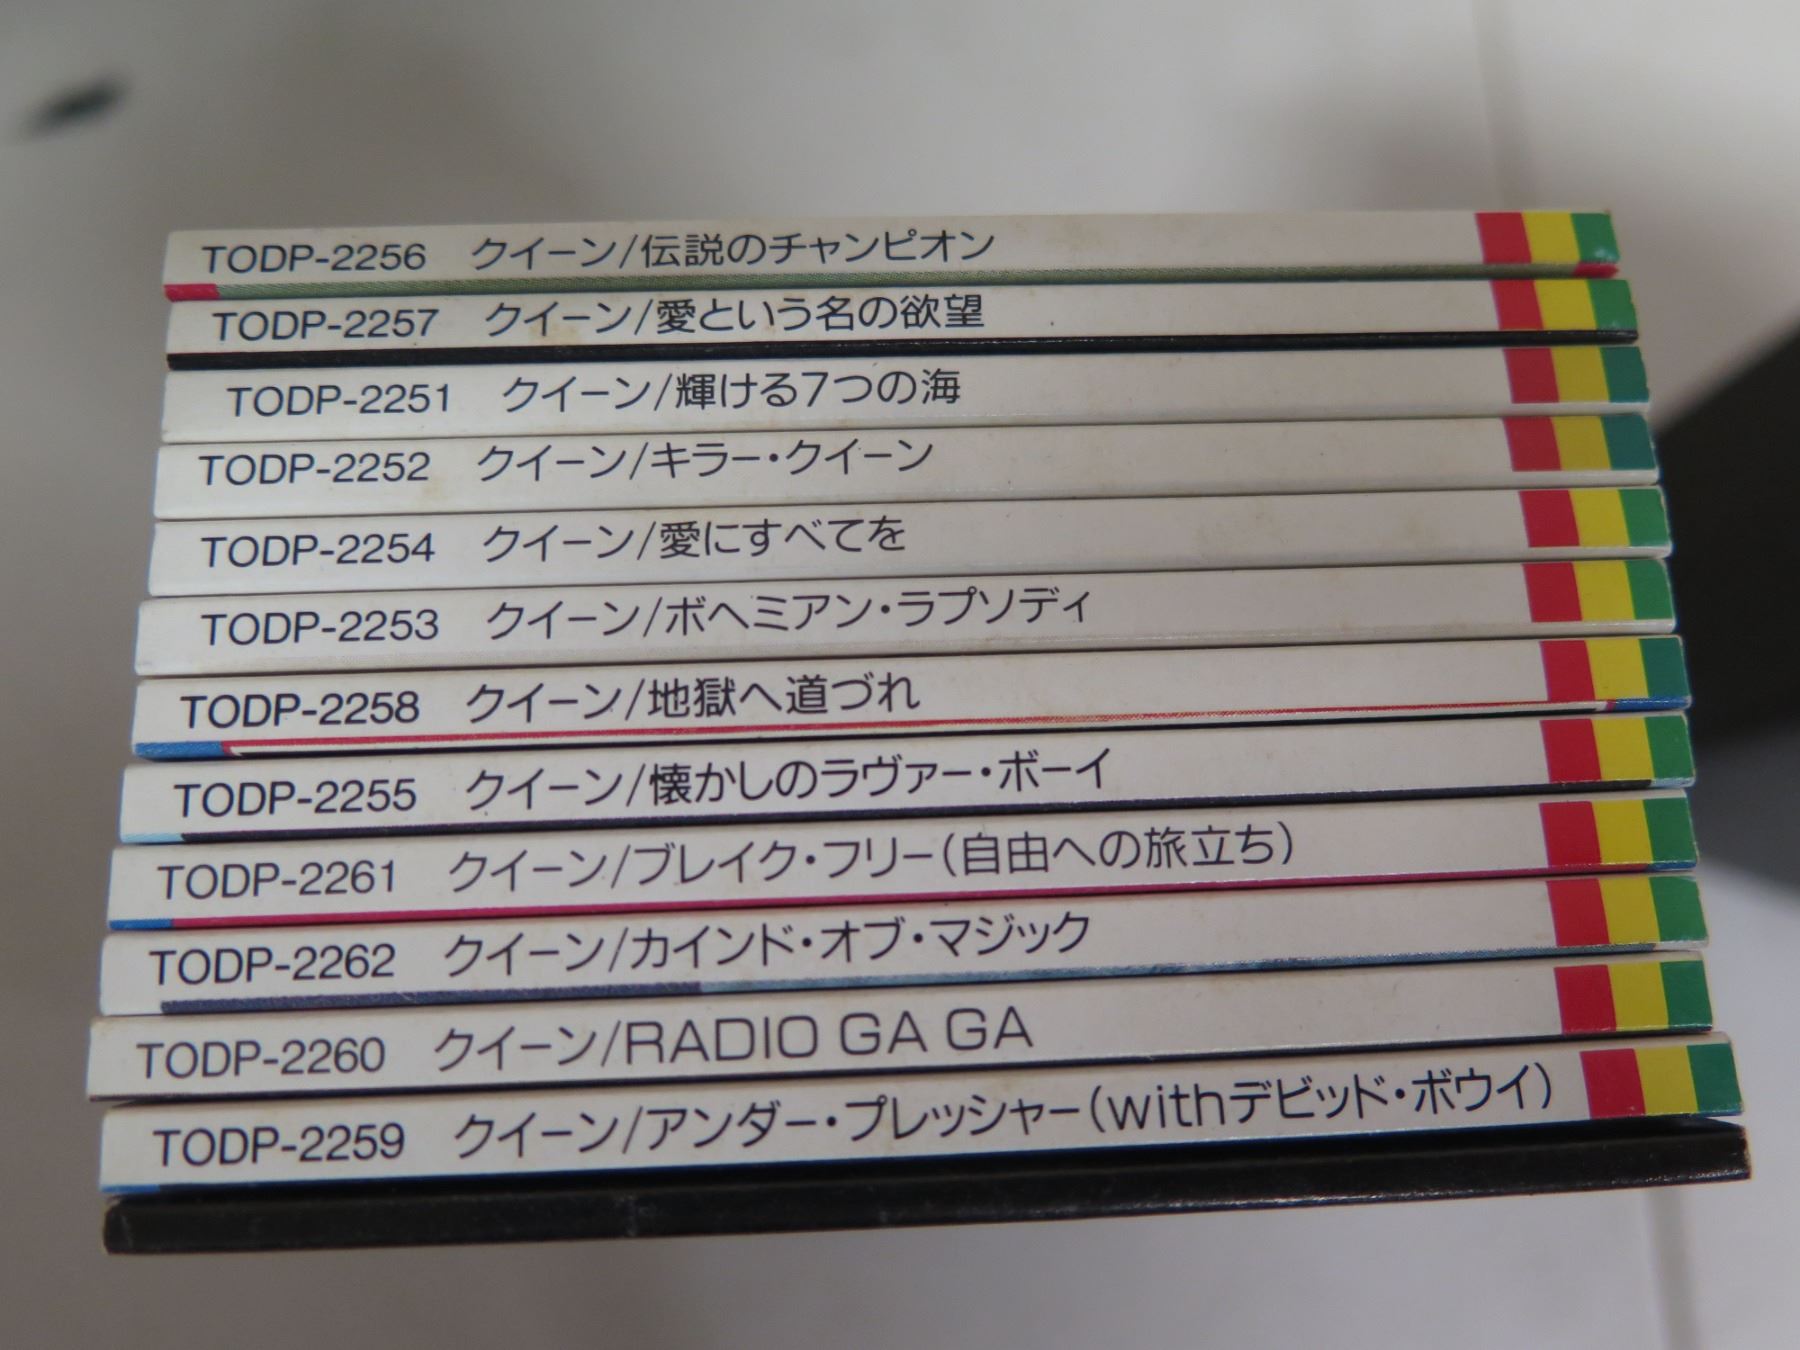 TODP-2256 クイーン/伝説のチャンピオン
TODP-2257 クイーン/愛という名の欲望
TODP-2251 クイーン/輝ける7つの海
TODP-2252 クイーン/キラー・クイーン
TODP-2254 クイーン/愛にすべてを
TODP-2253 クイーン/ボヘミアン・ラプソディ
TODP-2258 クイーン/地獄へ道づれ
TODP-2255 クイーン/懐かしのラヴァー・ボーイ
TODP-2261 クイーン/ブレイク・フリー(自由への旅立ち)
TODP-2262 クイーン/カインド・オブ・マジック
TODP-2260 クイーン/RADIO GA GA
TODP-2259 クイーン/アンダー・プレッシャー(withデビッド・ボウイ)